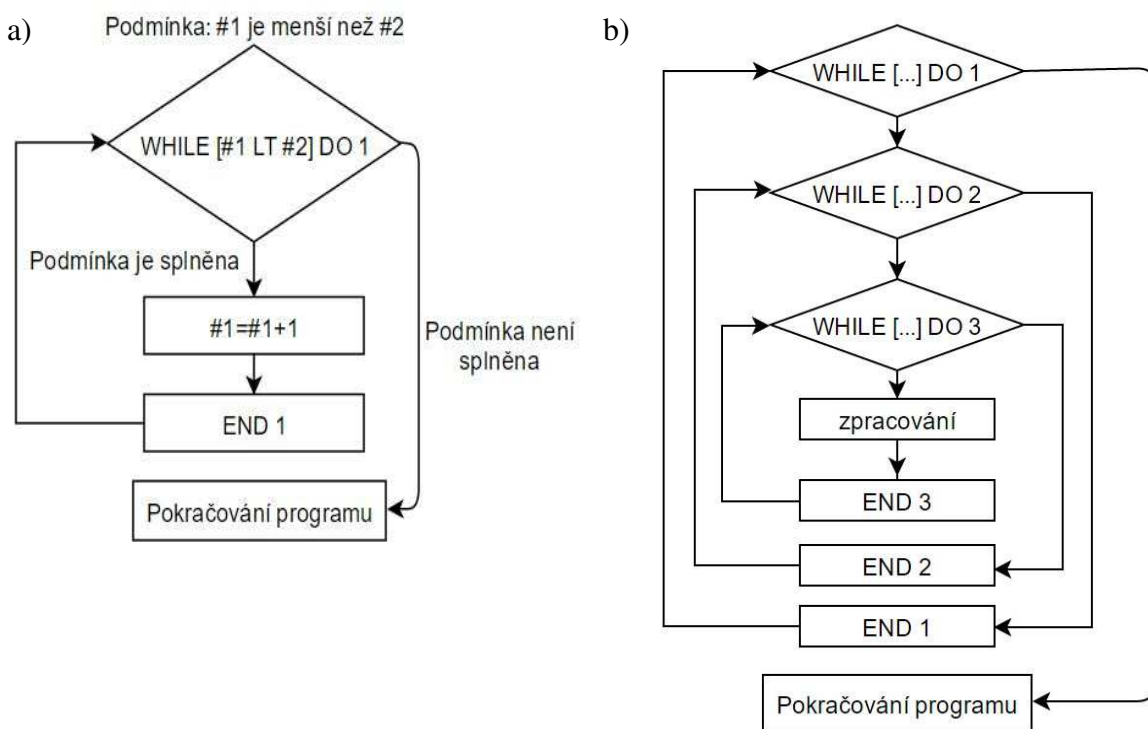 a)
Podmínka: #1 je menší než #2
WHILE [#1 LT #2] DO 1
Podmínka je splněna
#1=#1+1
Podmínka není
splněna
END 1
Pokračování programu
b)
WHILE [...] DO 1
WHILE [...] DO 2
WHILE [...] DO 3
zpracování
END 3
END 2
END 1
Pokračování programu